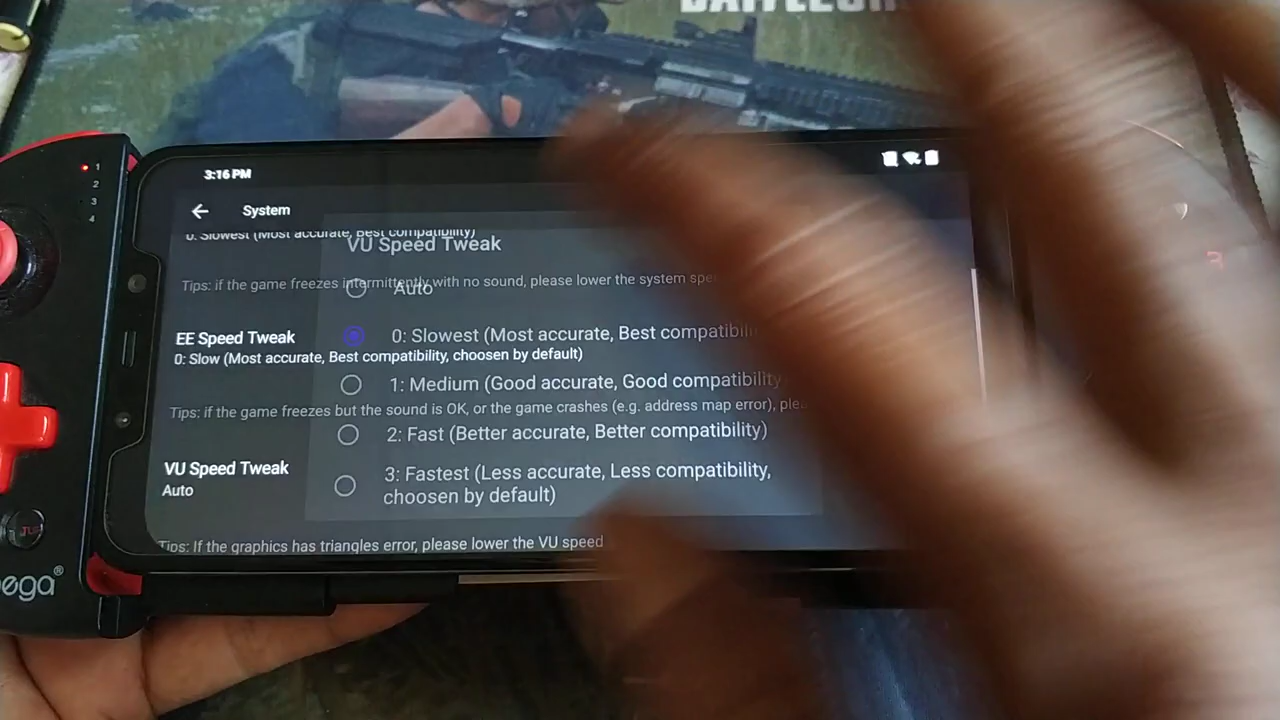 1
2
3
4
3:16 PM
System
0: Slowest (Most accurate, Best compatibility)
VU Speed Tweak
Tips: if the game freezes intermittently with no sound, please lower the system
Auto
EE Speed Tweak
0: Slowest (Most accurate, Best
0: Slow (Most accurate, Best compatibility, choosen by default)
1: Medium (Good accurate, Good compatibility
Tips: if the game freezes but the sound is OK, or the game crashes (e.g. address map error),
2: Fast (Better accurate, Better compatibility)
VU Speed Tweak
Auto
3: Fastest (Less accurate, Less compatibility,
choosen by default)
Tips: If the graphics has triangles error, please lower the VU speed